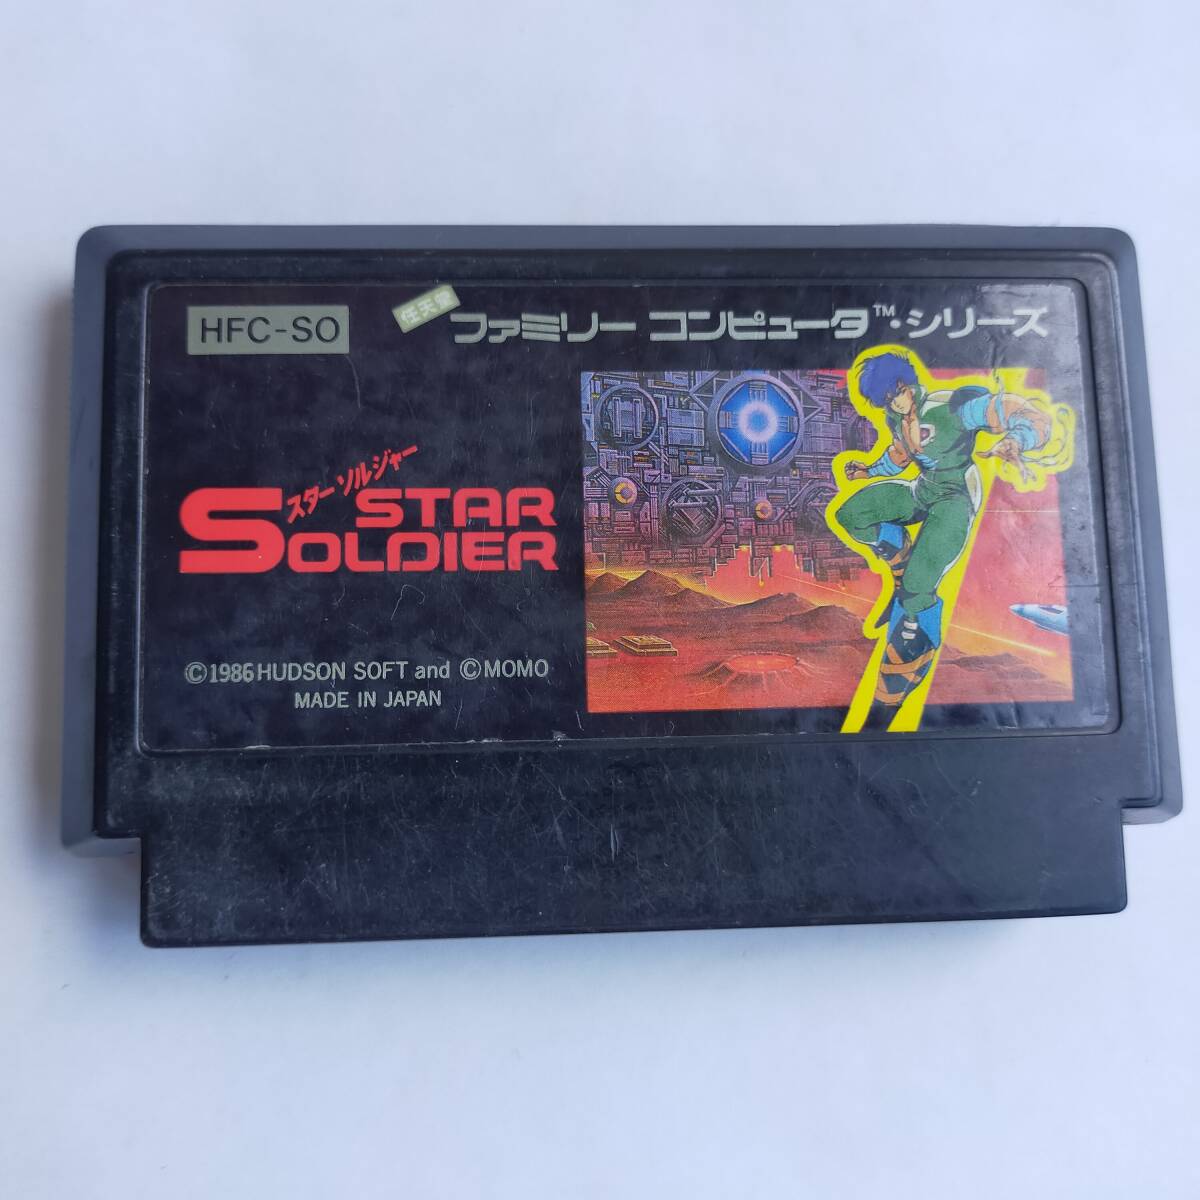 HFC-SO
任天堂
ファミリー コンピュータ™・シリーズ
スターソルジャー
STAR
SOLDIER
©1986 HUDSON SOFT and ©MOMO
MADE IN JAPAN